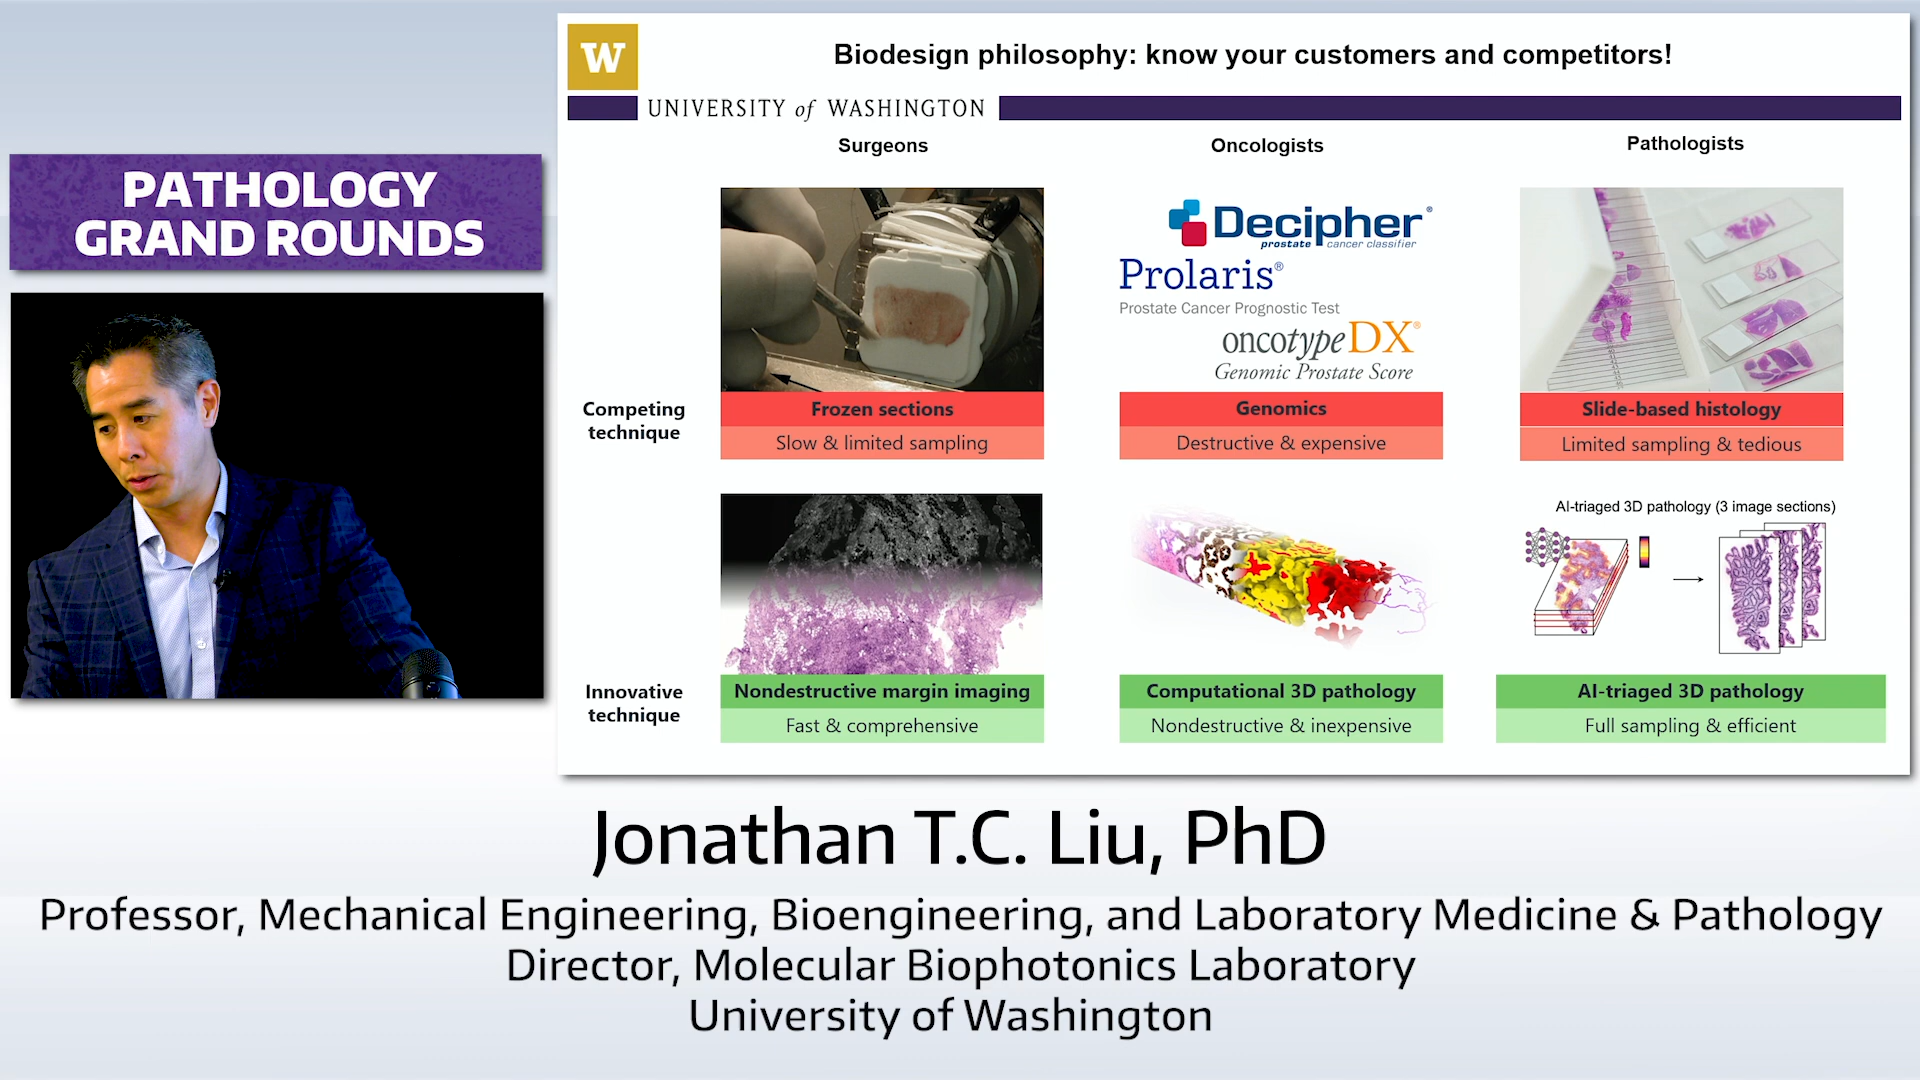 PATHOLOGY
GRAND ROUNDS
W
Biodesign philosophy: know your customers and competitors!
UNIVERSITY of WASHINGTON
Surgeons
Oncologists
Pathologists
Decipher®
prostate cancer classifier
Prolaris®
Prostate Cancer Prognostic Test
oncotype DX®
Genomic Prostate Score
Competing
technique
Frozen sections
Slow & limited sampling
Genomics
Destructive & expensive
Slide-based histology
Limited sampling & tedious
AI-triaged 3D pathology (3 image sections)
Innovative
technique
Nondestructive margin imaging
Fast & comprehensive
Computational 3D pathology
Nondestructive & inexpensive
AI-triaged 3D pathology
Full sampling & efficient
Jonathan T.C. Liu, PhD
Professor, Mechanical Engineering, Bioengineering, and Laboratory Medicine & Pathology
Director, Molecular Biophotonics Laboratory
University of Washington